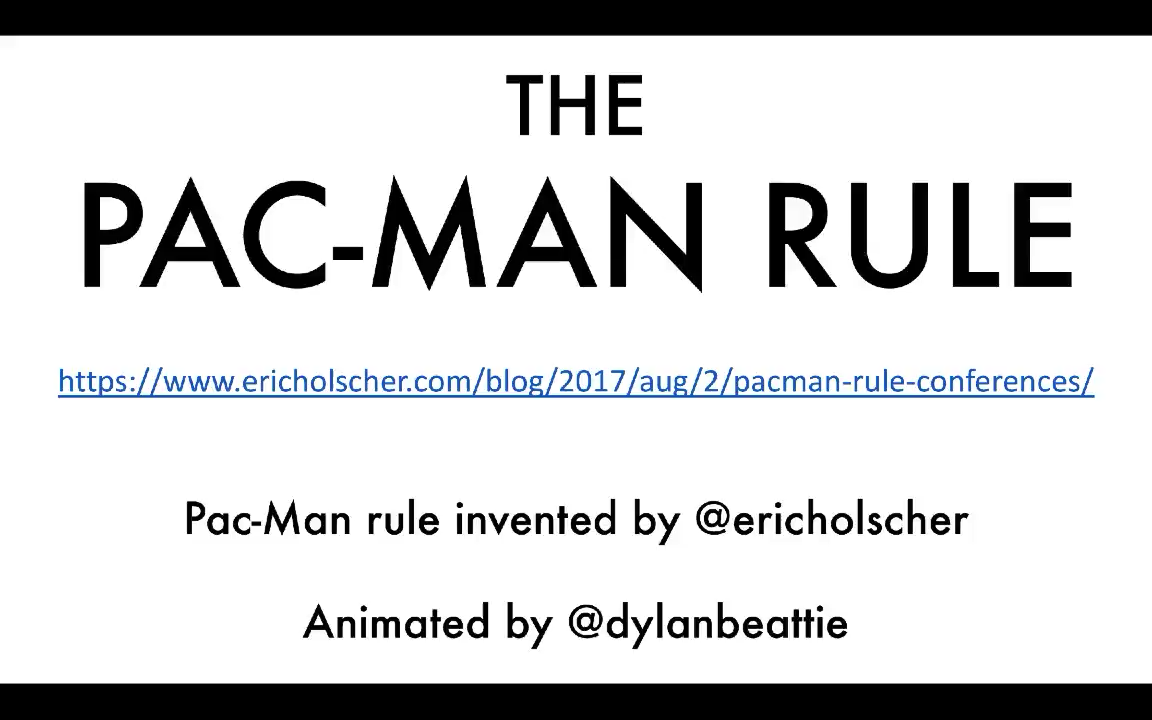 THE
PAC-MAN RULE
https://www.ericholscher.com/blog/2017/aug/2/pacman-rule-conferences/
Pac-Man rule invented by @ericholscher
Animated by @dylanbeattie